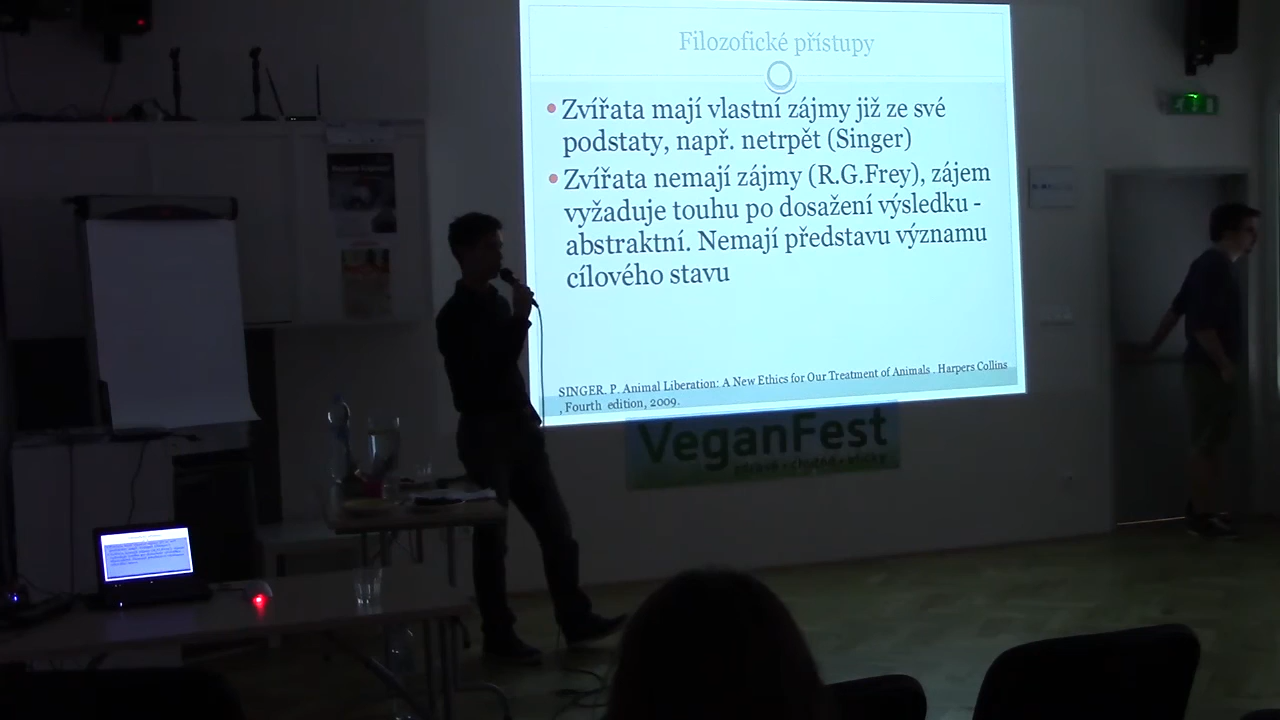 Filozofické přístupy
Zvířata mají vlastní zájmy již ze své
podstaty, např. netrpět (Singer)
Zvířata nemají zájmy (R.G.Frey), zájem
vyžaduje touhu po dosažení výsledku -
abstraktní. Nemají představu významu
cílového stavu
SINGER. P. Animal Liberation: A New Ethics for Our Treatment of Animals . Harpers Collins
, Fourth edition, 2009.
VeganFest